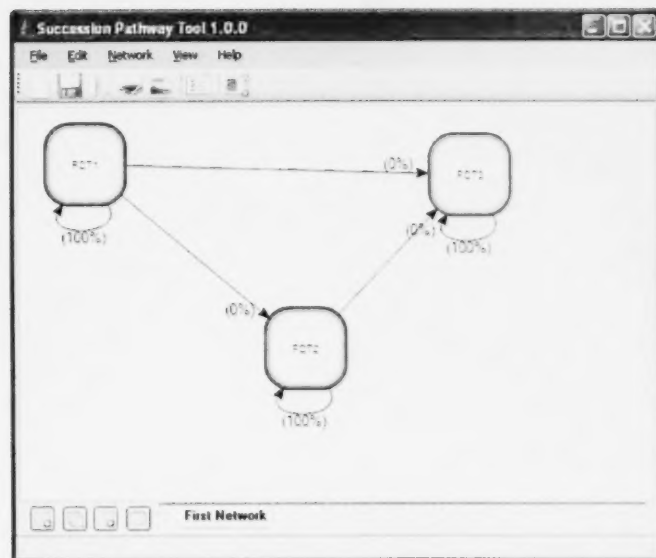 Succession Pathway Tool 1.0.0
File Edit Network View Help
PCT1
(0%)
(100%)
(0%)
(100%)
(0%)
(100%)
First Network